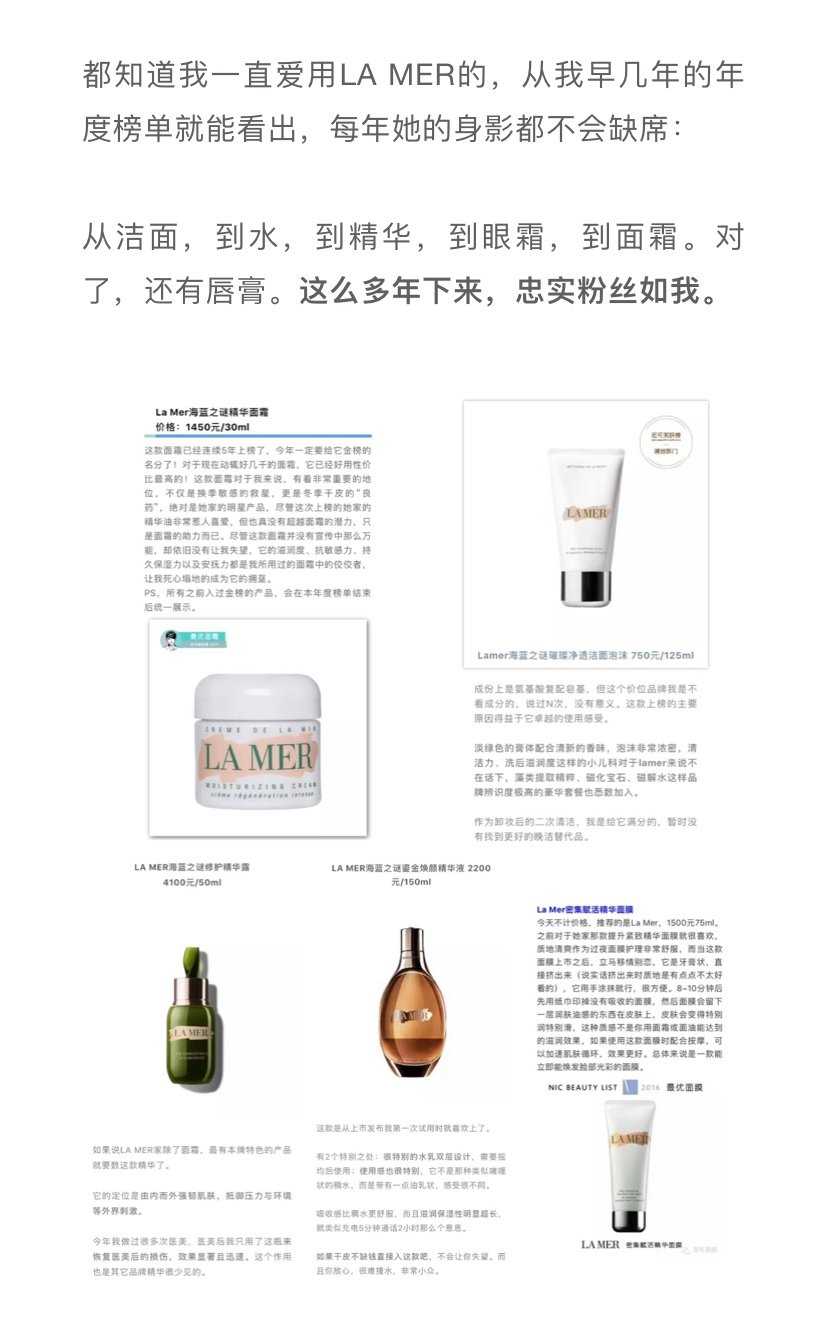 都知道我一直爱用LA MER的，从我早几年的年
度榜单就能看出，每年她的身影都不会缺席：
从洁面，到水，到精华，到眼霜，到面霜。对
了，还有唇膏。这么多年下来，忠实粉丝如我。
La Mer海蓝之谜精华面霜
价格：1450元/30ml
这款面霜已经连续5年上榜了，今年一定要给它金榜的
名分了！对于现在动辄好几千的面霜，它已经好用性价
比最高的！这款面霜对于我来说，有着非常重要的地
位，不仅是换季敏感的救星，更是冬季干皮的“良
药”，绝对是她家的明星产品，尽管这次上榜的她家的
精华油非常惹人喜爱，但也真没有超越面霜的潜力，只
是面霜的助力而已。尽管这款面霜并没有宣传中那么万
能，却依旧没有让我失望，它的滋润度、抗敏感力、持
久保湿力以及安抚力都是我所用过的面霜中的佼佼者，
让我死心塌地的成为它的拥趸。
PS，所有之前入过金榜的产品，会在本年度榜单结束
后统一展示。
最优面霜
CREME DE LA MER
LA MER
MOISTURIZING CREAM
crème régénération intense
LA MER
Lamer海蓝之谜璀璨净透洁面泡沫 750元/125ml
成份上是氨基酸复配皂基，但这个价位品牌我是不
看成分的，说过N次，没有意义。这款上榜的主要
原因得益于它卓越的使用感受。
淡绿色的膏体配合清新的香味，泡沫非常浓密。清
洁力、洗后滋润度这样的小儿科对于lamer来说不
在话下，藻类提取精粹、磁化宝石、磁解水这样品
牌辨识度极高的豪华套餐也悉数加入。
作为卸妆后的二次清洁，我是给它满分的，暂时没
有找到更好的晚洁替代品。
LA MER海蓝之谜修护精华露
4100元/50ml
LA MER
如果说LA MER家除了面霜，最有本牌特色的产品
就要数这款精华了。
它的定位是由内而外强韧肌肤，抵御压力与环境
等外界刺激。
今年我做过很多次医美，医美后我只用了这瓶来
恢复医美后的损伤，效果显著且迅速。这个作用
也是其它品牌精华很少见的。
LA MER海蓝之谜鎏金焕颜精华液 2200
元/150ml
LA MER
这款是从上市发布我第一次试用时就喜欢上了。
有2个特别之处：很特别的水乳双层设计，需要摇
均后使用；使用感也很特别，它不是那种类似啫喱
状的稠水，而是带有一点油乳状，感受很不同。
吸收感比稠水更舒服，而且滋润保湿性明显超长，
就类似充电5分钟通话2小时那么个意思。
如果干皮不缺钱直接入这款吧，不会让你失望。而
且你放心，很难撞水，非常小众。
La Mer密集赋活精华面膜
今天不计价格，推荐的是La Mer，1500元75ml。
之前对于她家那款提升紧致精华面膜就很喜欢，
质地清爽作为过夜面膜护理非常舒服，而当这款
面膜上市之后，立马移情别恋。它是牙膏状，直
接挤出来（说实话挤出来时质地是有点点不太好
看的），它用手涂抹就行，很方便。8-10分钟后
先用纸巾印掉没有吸收的面膜，然后面膜会留下
一层润肤油感的东西在皮肤上，皮肤会变得特别
润特别滑，这种质感不是你用面霜或面油能达到
的滋润效果，如果使用这款面膜时配合按摩，可
以加速肌肤循环，效果更好。总体来说是一款能
立即能焕发脸部光彩的面膜。
NIC BEAUTY LIST 2016 最优面膜
LA MER
LA MER 密集赋活精华面膜